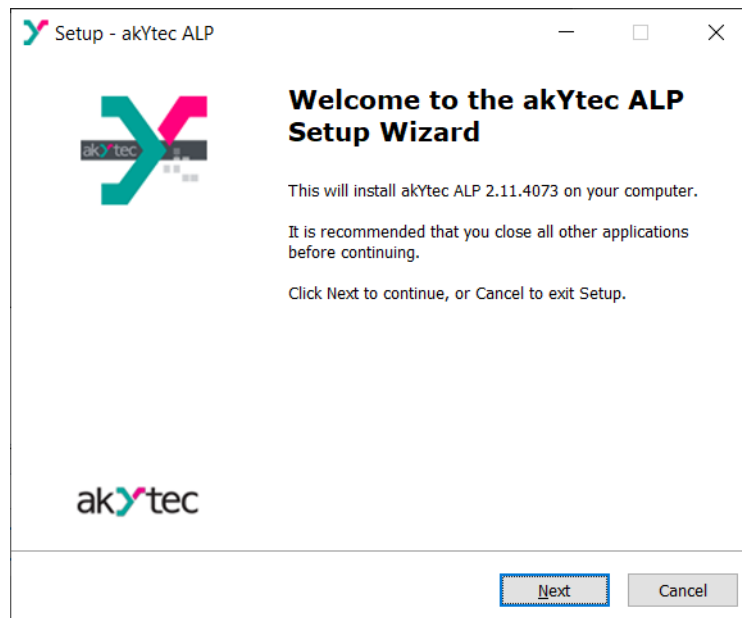 Setup - akYtec ALP
akYtec
Welcome to the akYtec ALP
Setup Wizard
This will install akYtec ALP 2.11.4073 on your computer.
It is recommended that you close all other applications
before continuing.
Click Next to continue, or Cancel to exit Setup.
akYtec
Next
Cancel